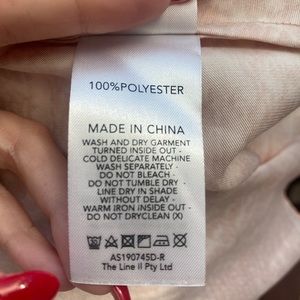 100%POLYESTER
MADE IN CHINA
WASH AND DRY GARMENT
TURNED INSIDE OUT -
COLD DELICATE MACHINE
WASH SEPARATELY -
DO NOT BLEACH -
DO NOT TUMBLE DRY -
LINE DRY IN SHADE
WITHOUT DELAY -
WARM IRON INSIDE OUT -
DO NOT DRYCLEAN (X)
AS190745D-R
The Line il Pty Ltd